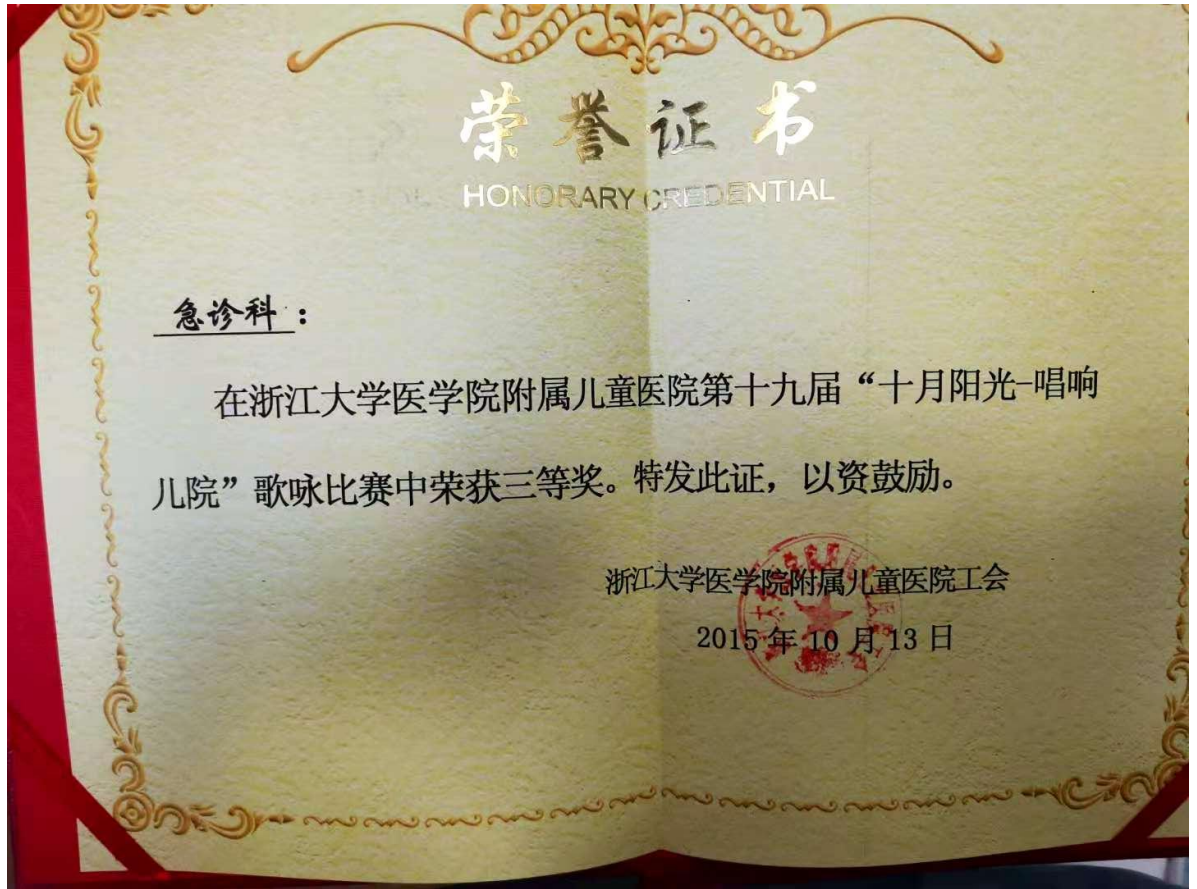 荣誉证书
HONORARY CREDENTIAL
急诊科：
在浙江大学医学院附属儿童医院第十九届“十月阳光-唱响
儿院”歌咏比赛中荣获三等奖。特发此证，以资鼓励。
浙江大学医学院附属儿童医院工会
2015年10月13日